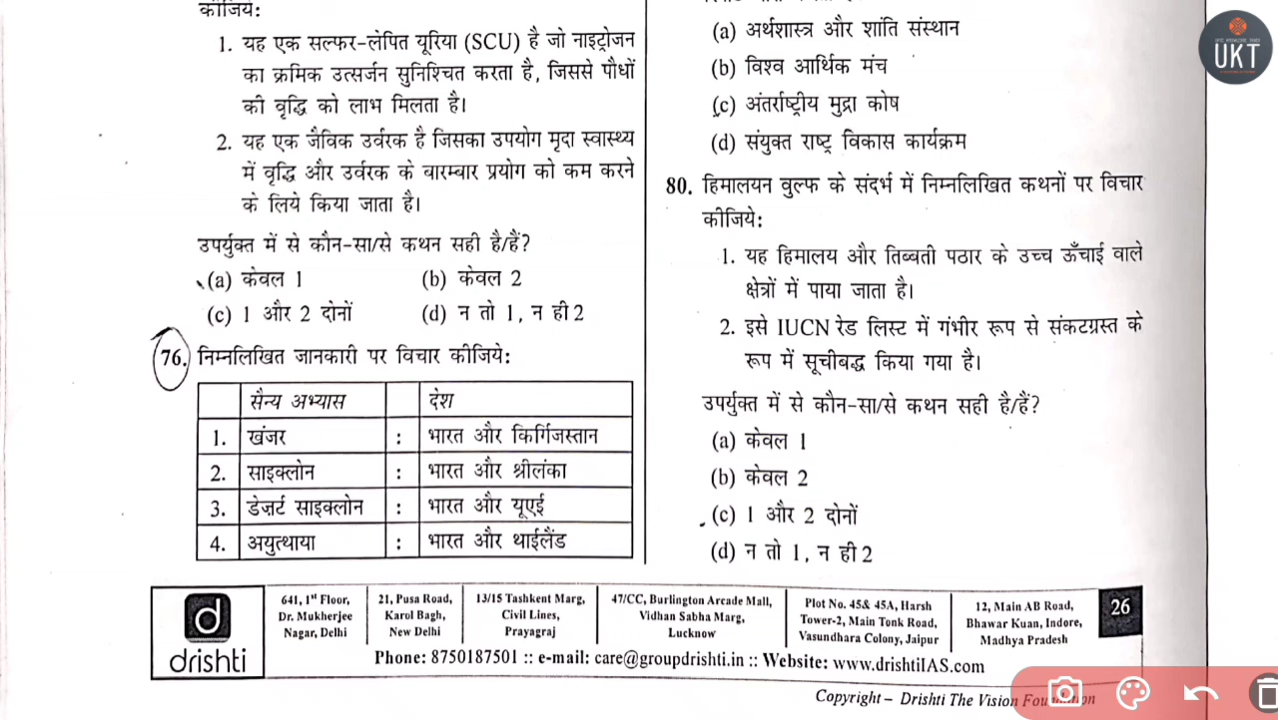 कीजिये:
1. यह एक सल्फर-लेपित यूरिया (SCU) है जो नाइट्रोजन
का क्रमिक उत्सर्जन सुनिश्चित करता है, जिससे पौधों
की वृद्धि को लाभ मिलता है।
2. यह एक जैविक उर्वरक है जिसका उपयोग मृदा स्वास्थ्य
में वृद्धि और उर्वरक के बारम्बार प्रयोग को कम करने
के लिये किया जाता है।
उपर्युक्त में से कौन-सा/से कथन सही है/हैं?
(a) केवल 1 (b) केवल 2
(c) 1 और 2 दोनों (d) न तो 1, न ही 2
76. निम्नलिखित जानकारी पर विचार कीजिये:
सैन्य अभ्यास देश
1. खंजर : भारत और किर्गिजस्तान
2. साइक्लोन : भारत और श्रीलंका
3. डेज़र्ट साइक्लोन : भारत और यूएई
4. अयुत्थाया : भारत और थाईलैंड
(a) अर्थशास्त्र और शांति संस्थान
(b) विश्व आर्थिक मंच
(c) अंतर्राष्ट्रीय मुद्रा कोष
(d) संयुक्त राष्ट्र विकास कार्यक्रम
80. हिमालयन वुल्फ के संदर्भ में निम्नलिखित कथनों पर विचार
कीजिये:
1. यह हिमालय और तिब्बती पठार के उच्च ऊँचाई वाले
क्षेत्रों में पाया जाता है।
2. इसे IUCN रेड लिस्ट में गंभीर रूप से संकटग्रस्त के
रूप में सूचीबद्ध किया गया है।
उपर्युक्त में से कौन-सा/से कथन सही है/हैं?
(a) केवल 1
(b) केवल 2
(c) 1 और 2 दोनों
(d) न तो 1, न ही 2
UKT
drishti
641, 1st Floor,
Dr. Mukherjee
Nagar, Delhi
21, Pusa Road,
Karol Bagh,
New Delhi
13/15 Tashkent Marg,
Civil Lines,
Prayagraj
47/CC, Burlington Arcade Mall,
Vidhan Sabha Marg,
Lucknow
Plot No. 45& 45A, Harsh
Tower-2, Main Tonk Road,
Vasundhara Colony, Jaipur
12, Main AB Road,
Bhawar Kuan, Indore,
Madhya Pradesh
26
Phone: 8750187501 :: e-mail: care@groupdrishti.in :: Website: www.drishtiIAS.com
Copyright – Drishti The Vision Foundation